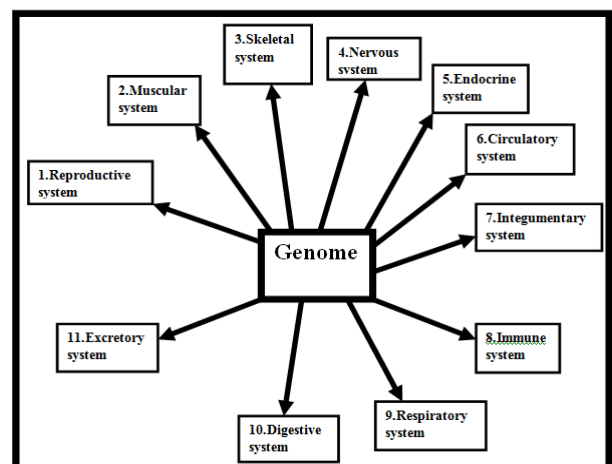 3.Skeletal
system
4.Nervous
system
2.Muscular
system
5.Endocrine
system
6.Circulatory
system
1.Reproductive
system
7.Integumentary
system
Genome
11.Excretory
system
8.Immune
system
10.Digestive
system
9.Respiratory
system